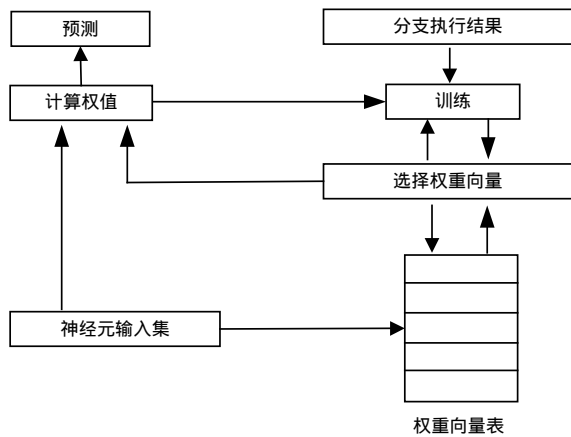 预测
分支执行结果
计算权值
训练
选择权重向量
神经元输入集
权重向量表